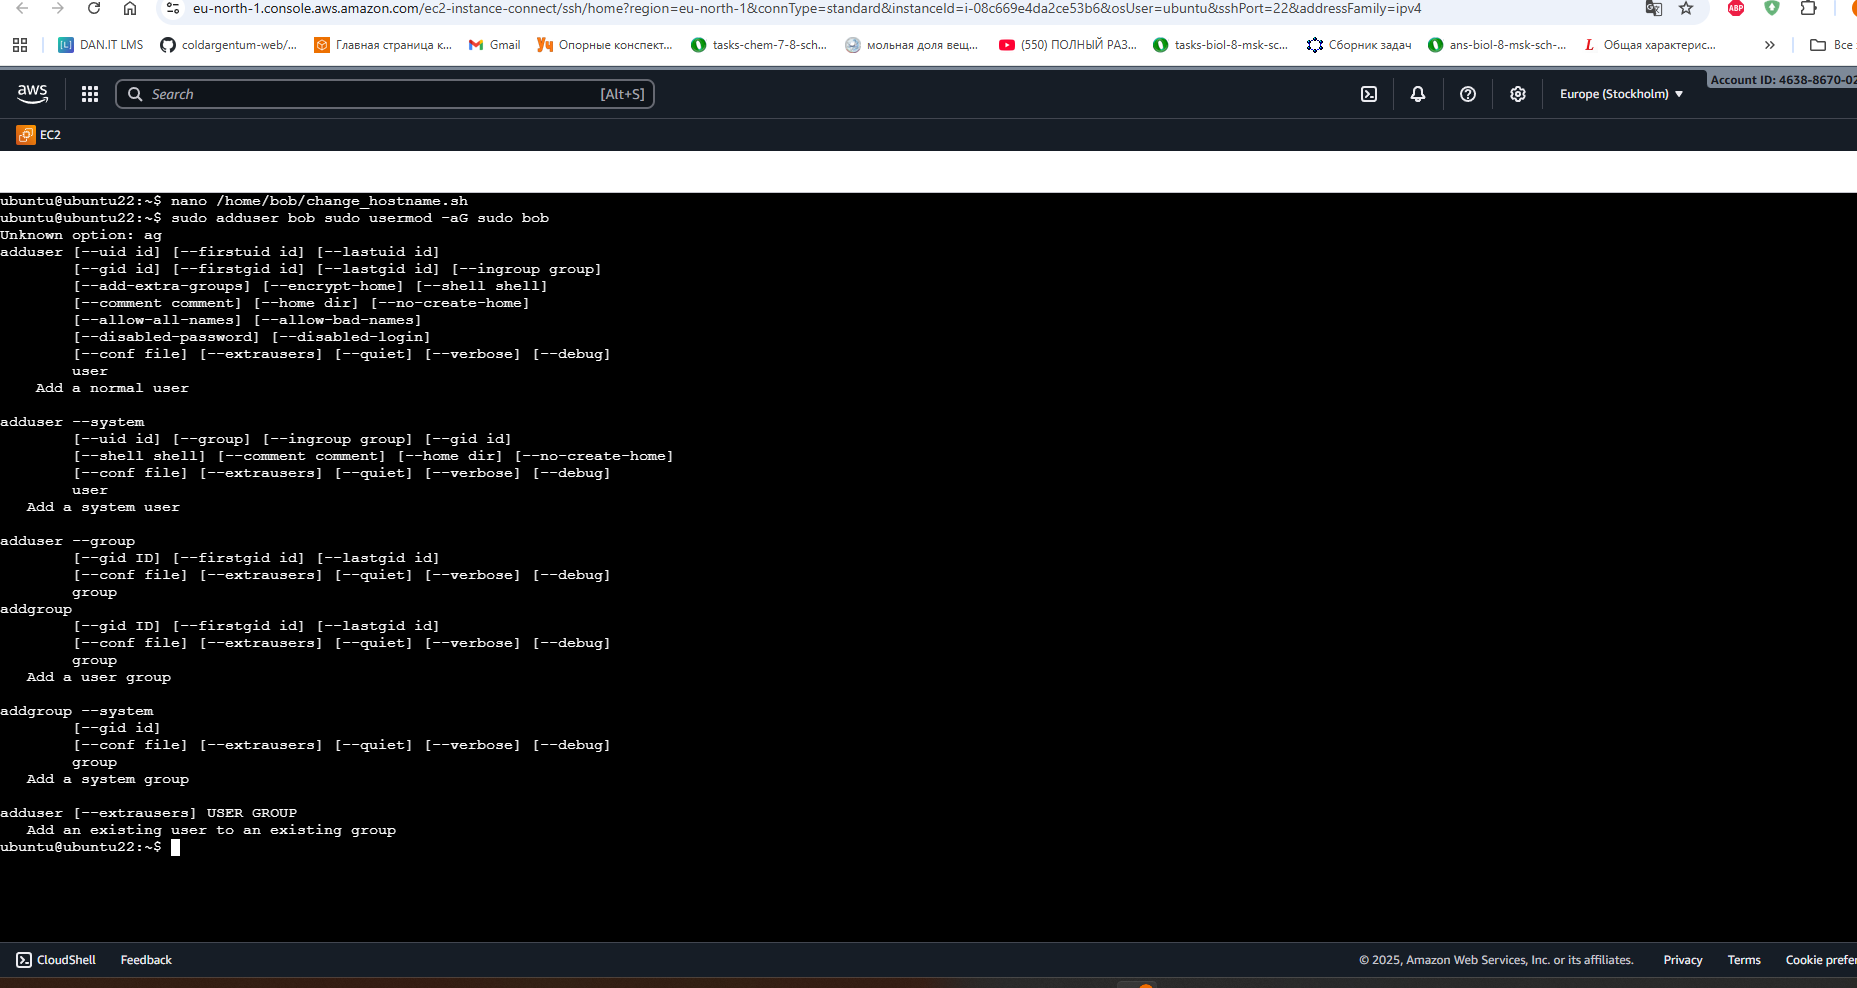 eu-north-1.console.aws.amazon.com/ec2-instance-connect/ssh/home?region=eu-north-1&connType=standard&instanceId=i-08c669e4da2ce53b6&osUser=ubuntu&sshPort=22&addressFamily=ipv4
ABP
DAN.IT LMS
coldargentum-web/...
Главная страница к...
Gmail
Опорные конспект...
tasks-chem-7-8-sch...
мольная доля вещ...
(550) ПОЛНЫЙ РАЗ...
tasks-biol-8-msk-sc...
Сборник задач
ans-biol-8-msk-sch-...
Общая характерис...
Все
aws
Search
[Alt+S]
Europe (Stockholm)
Account ID: 4638-8670-02
EC2
ubuntu@ubuntu22:~$ nano /home/bob/change_hostname.sh
ubuntu@ubuntu22:~$ sudo adduser bob sudo usermod -aG sudo bob
Unknown option: ag
adduser [--uid id] [--firstuid id] [--lastuid id]
        [--gid id] [--firstgid id] [--lastgid id] [--ingroup group]
        [--add-extra-groups] [--encrypt-home] [--shell shell]
        [--comment comment] [--home dir] [--no-create-home]
        [--allow-all-names] [--allow-bad-names]
        [--disabled-password] [--disabled-login]
        [--conf file] [--extrausers] [--quiet] [--verbose] [--debug]
        user
    Add a normal user
adduser --system
        [--uid id] [--group] [--ingroup group] [--gid id]
        [--shell shell] [--comment comment] [--home dir] [--no-create-home]
        [--conf file] [--extrausers] [--quiet] [--verbose] [--debug]
        user
   Add a system user
adduser --group
        [--gid ID] [--firstgid id] [--lastgid id]
        [--conf file] [--extrausers] [--quiet] [--verbose] [--debug]
        group
addgroup
        [--gid ID] [--firstgid id] [--lastgid id]
        [--conf file] [--extrausers] [--quiet] [--verbose] [--debug]
        group
   Add a user group
addgroup --system
        [--gid id]
        [--conf file] [--extrausers] [--quiet] [--verbose] [--debug]
        group
   Add a system group
adduser [--extrausers] USER GROUP
   Add an existing user to an existing group
ubuntu@ubuntu22:~$
CloudShell
Feedback
© 2025, Amazon Web Services, Inc. or its affiliates.
Privacy
Terms
Cookie prefer